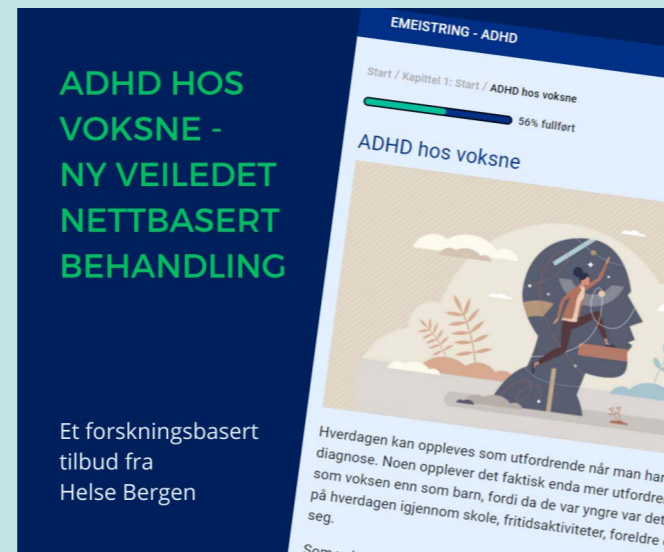 ADHD HOS
VOKSNE -
NY VEILEDET
NETTBASERT
BEHANDLING
Et forskningsbasert
tilbud fra
Helse Bergen
EMEISTRING - ADHD
Start / Kapittel 1: Start / ADHD hos voksne
56% fullført
ADHD hos voksne
Hverdagen kan oppleves som utfordrende når man har
diagnose. Noen opplever det faktisk enda mer
som voksen enn som barn, fordi da de var yngre var det
på hverdagen igjennom skole, fritidsaktiviteter, foreldre
seg.